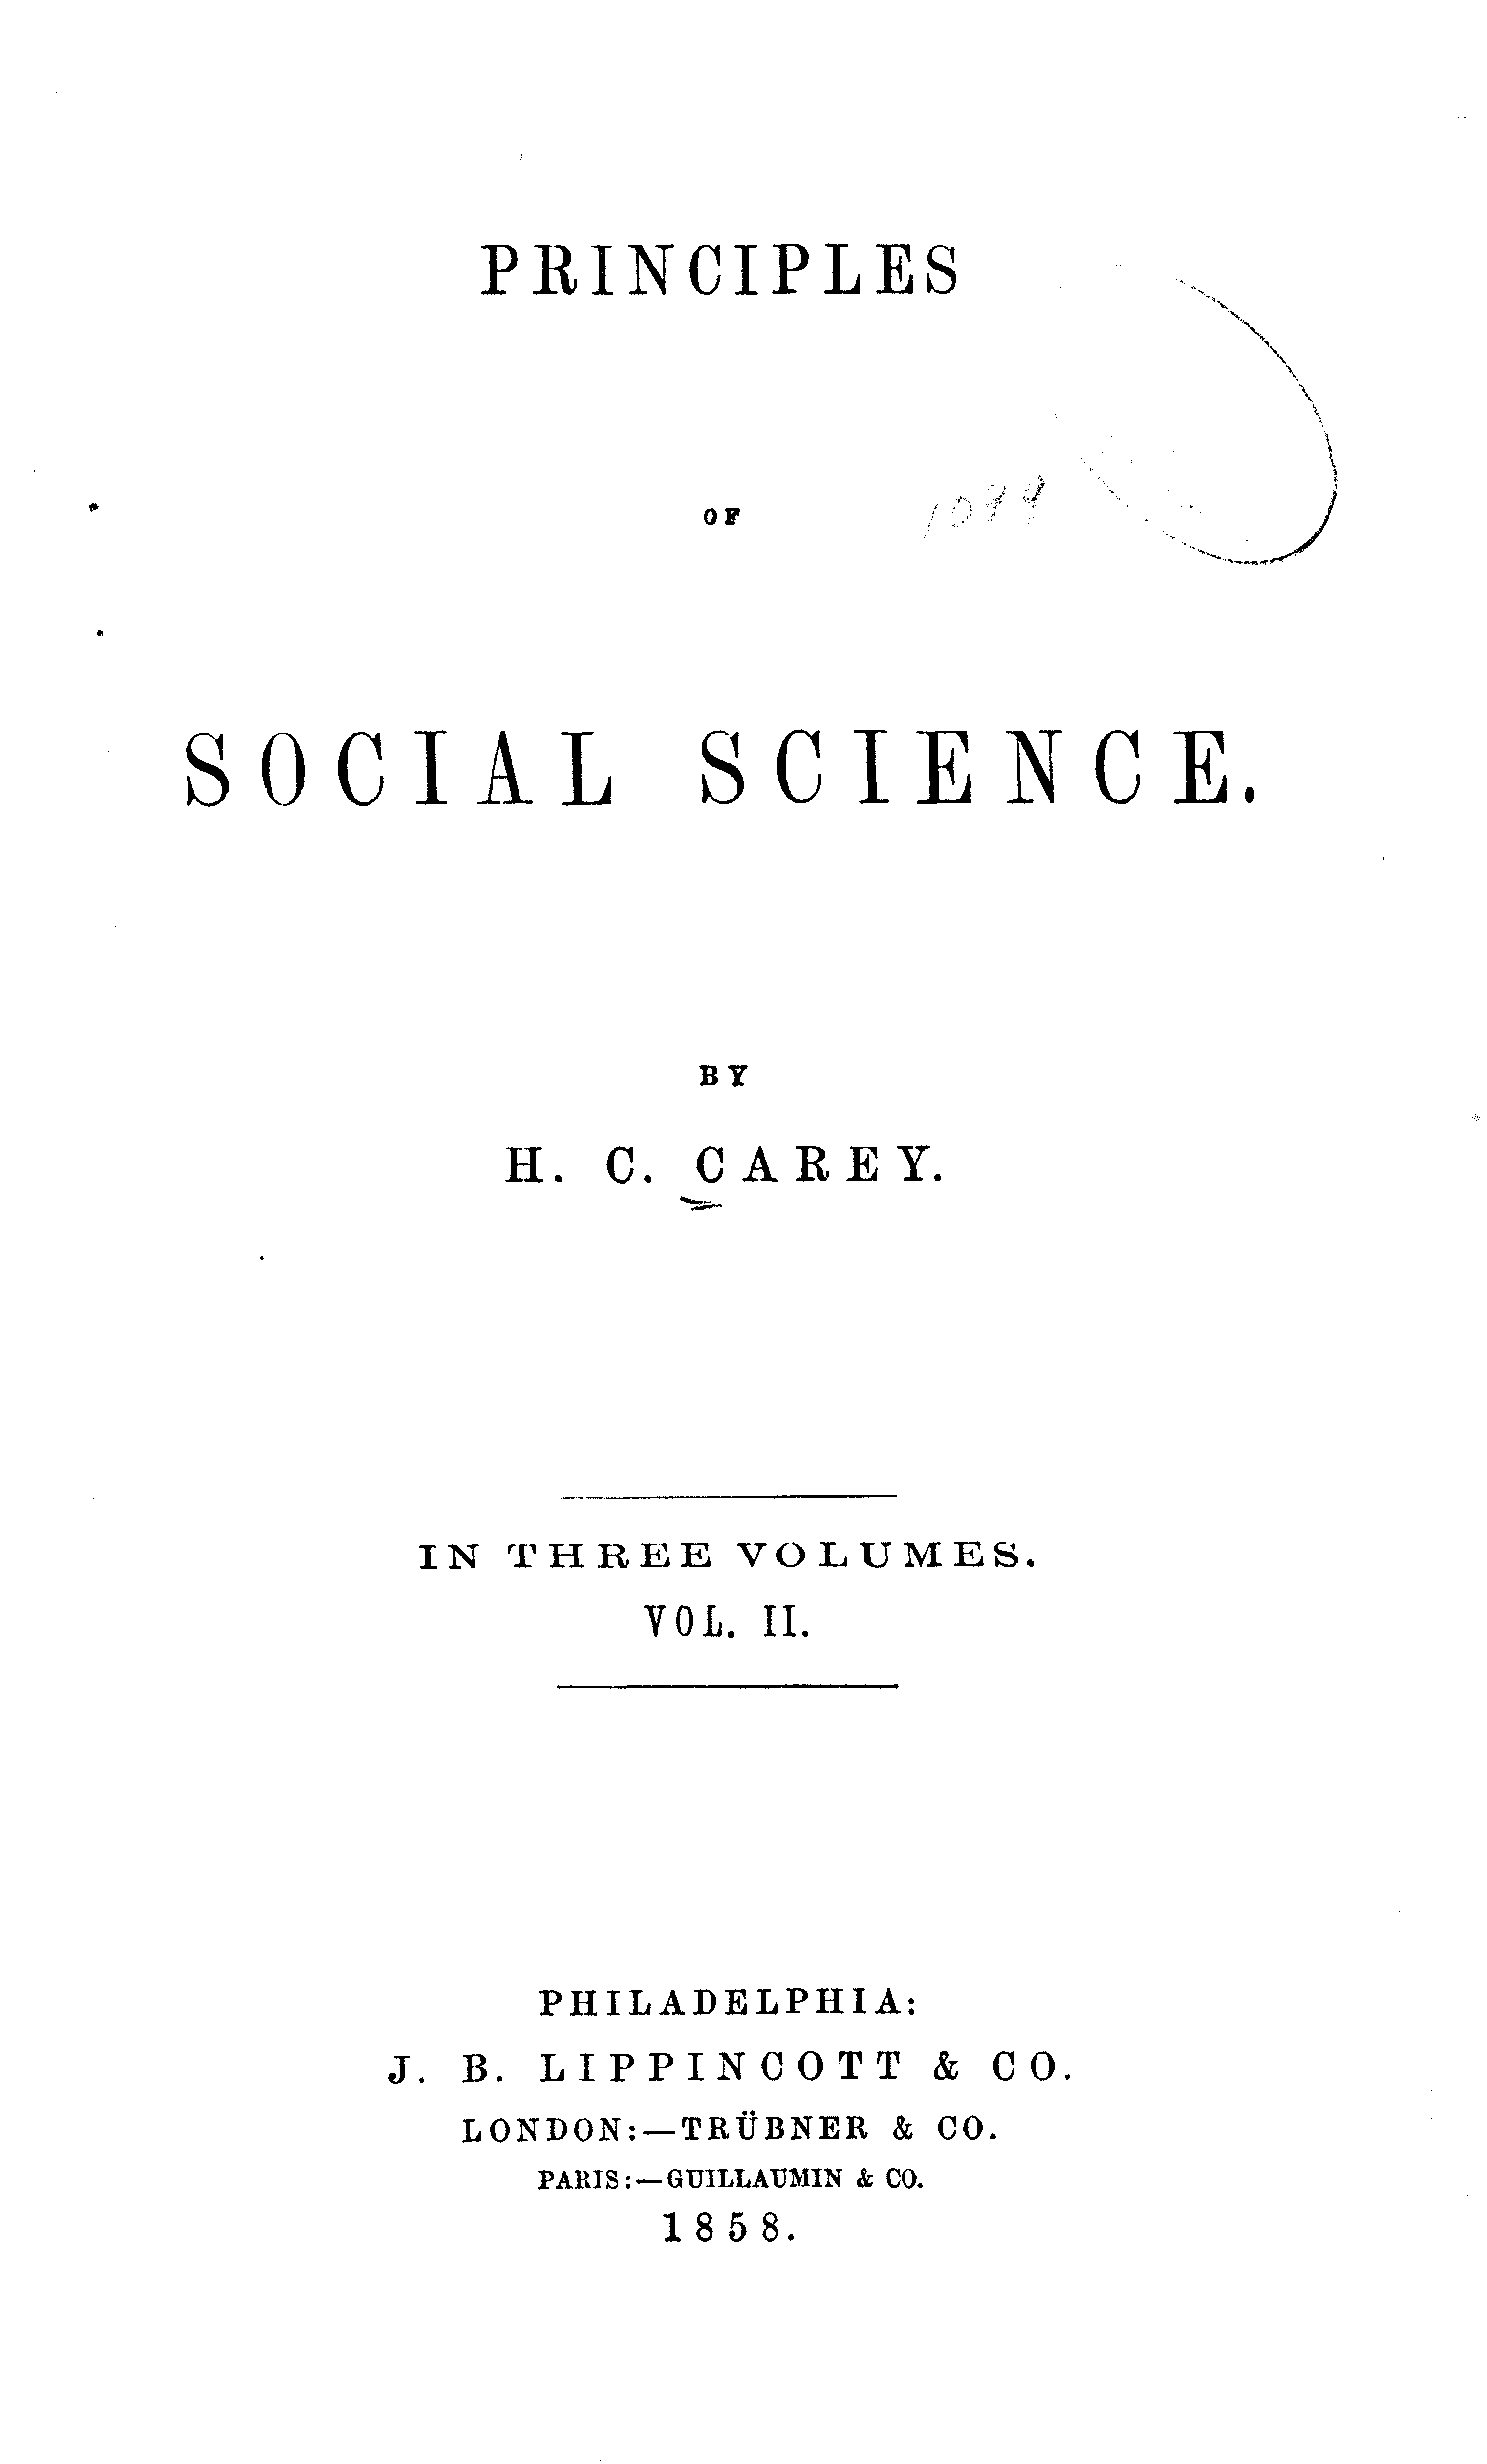 PRINCIPLES
OF
SOCIAL SCIENCE.
BY
H. C. CAREY.
IN THREE VOLUMES.
VOL. II.
PHILADELPHIA:
J. B. LIPPINCOTT & CO.
LONDON:—TRÜBNER & CO.
PARIS:—GUILLAUMIN & CO.
1858.